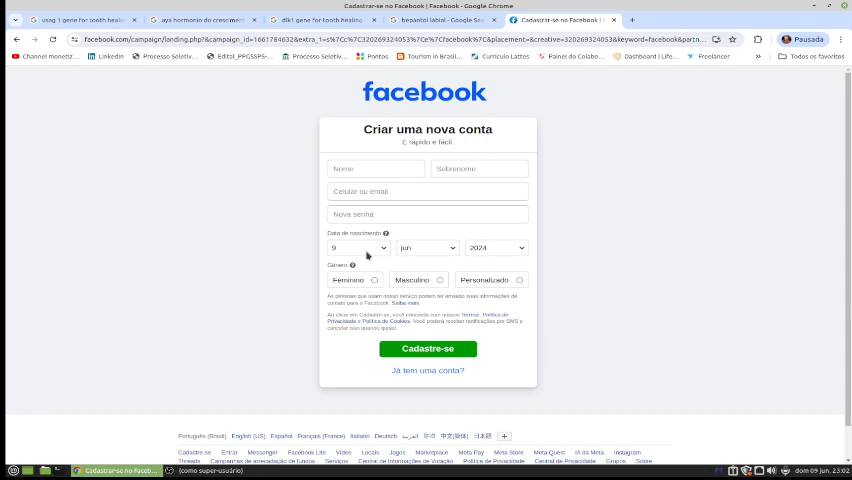 Cadastrar-se no Facebook | Facebook - Google Chrome
usag 1 gene for tooth heali
aya hormonio do crescimen
dlk1 gene for tooth healing
bepantol labial - Google Sea
Cadastrar-se no Facebook |
facebook.com/campaign/landing.php?&campaign_id=1661784632&extra_1=s%7Cc%7C320269324053%7Ce%7Cfacebook%7C&placement=&creative=320269324053&keyword=facebook&partn...
Pausada
Channel monetiz...
LinkedIn
Processo Seletiv...
Edital_PPGSSPS-...
Processo Seletiv...
Pontos
Tourism in Brasil...
Currículo Lattes
Painel do Colabo...
Dashboard | Life...
Freelancer
»
Todos os favoritos
facebook
Criar uma nova conta
É rápido e fácil.
Nome
Sobrenome
Celular ou email
Nova senha
Data de nascimento
9
jun
2024
Gênero
Feminino
Masculino
Personalizado
As pessoas que usam nosso serviço podem ter enviado suas informações de
contato para o Facebook. Saiba mais
Ao clicar em Cadastre-se, você concorda com nossos Termos, Política de
Privacidade e Política de Cookies. Você poderá receber notificações por SMS e
cancelar isso quando quiser.
Cadastre-se
Já tem uma conta?
Português (Brasil) English (US) Español Français (France) Italiano Deutsch العربية हिन्दी 中文(简体) 日本語 +
Cadastre-se Entrar Messenger Facebook Lite Vídeo Locais Jogos Marketplace Meta Pay Meta Store Meta Quest IA da Meta Instagram
Threads Campanhas de arrecadação de fundos Serviços Central de Informações de Votação Política de Privacidade Central de Privacidade Grupos Sobre
Cadastrar-se no Faceb...
(como super-usuário)
dom 09 jun, 23:02